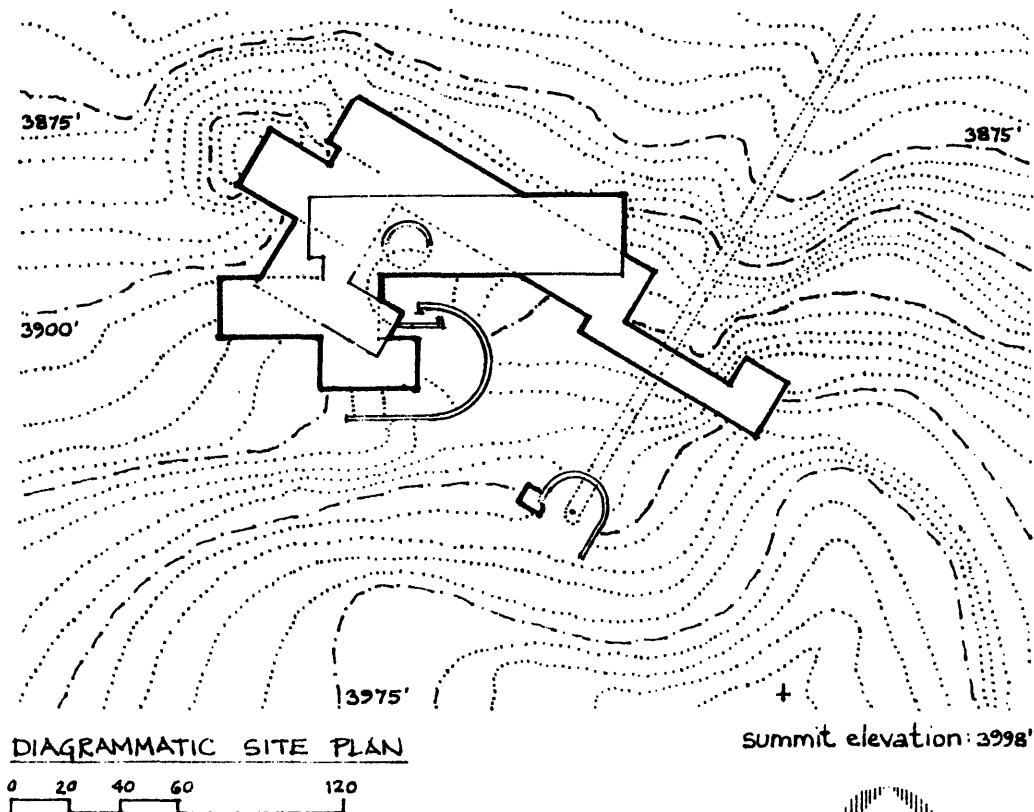 3875'
3875'
3900'
3975'
DIAGRAMMATIC SITE PLAN
summit elevation: 3998'
0 20 40 60 120